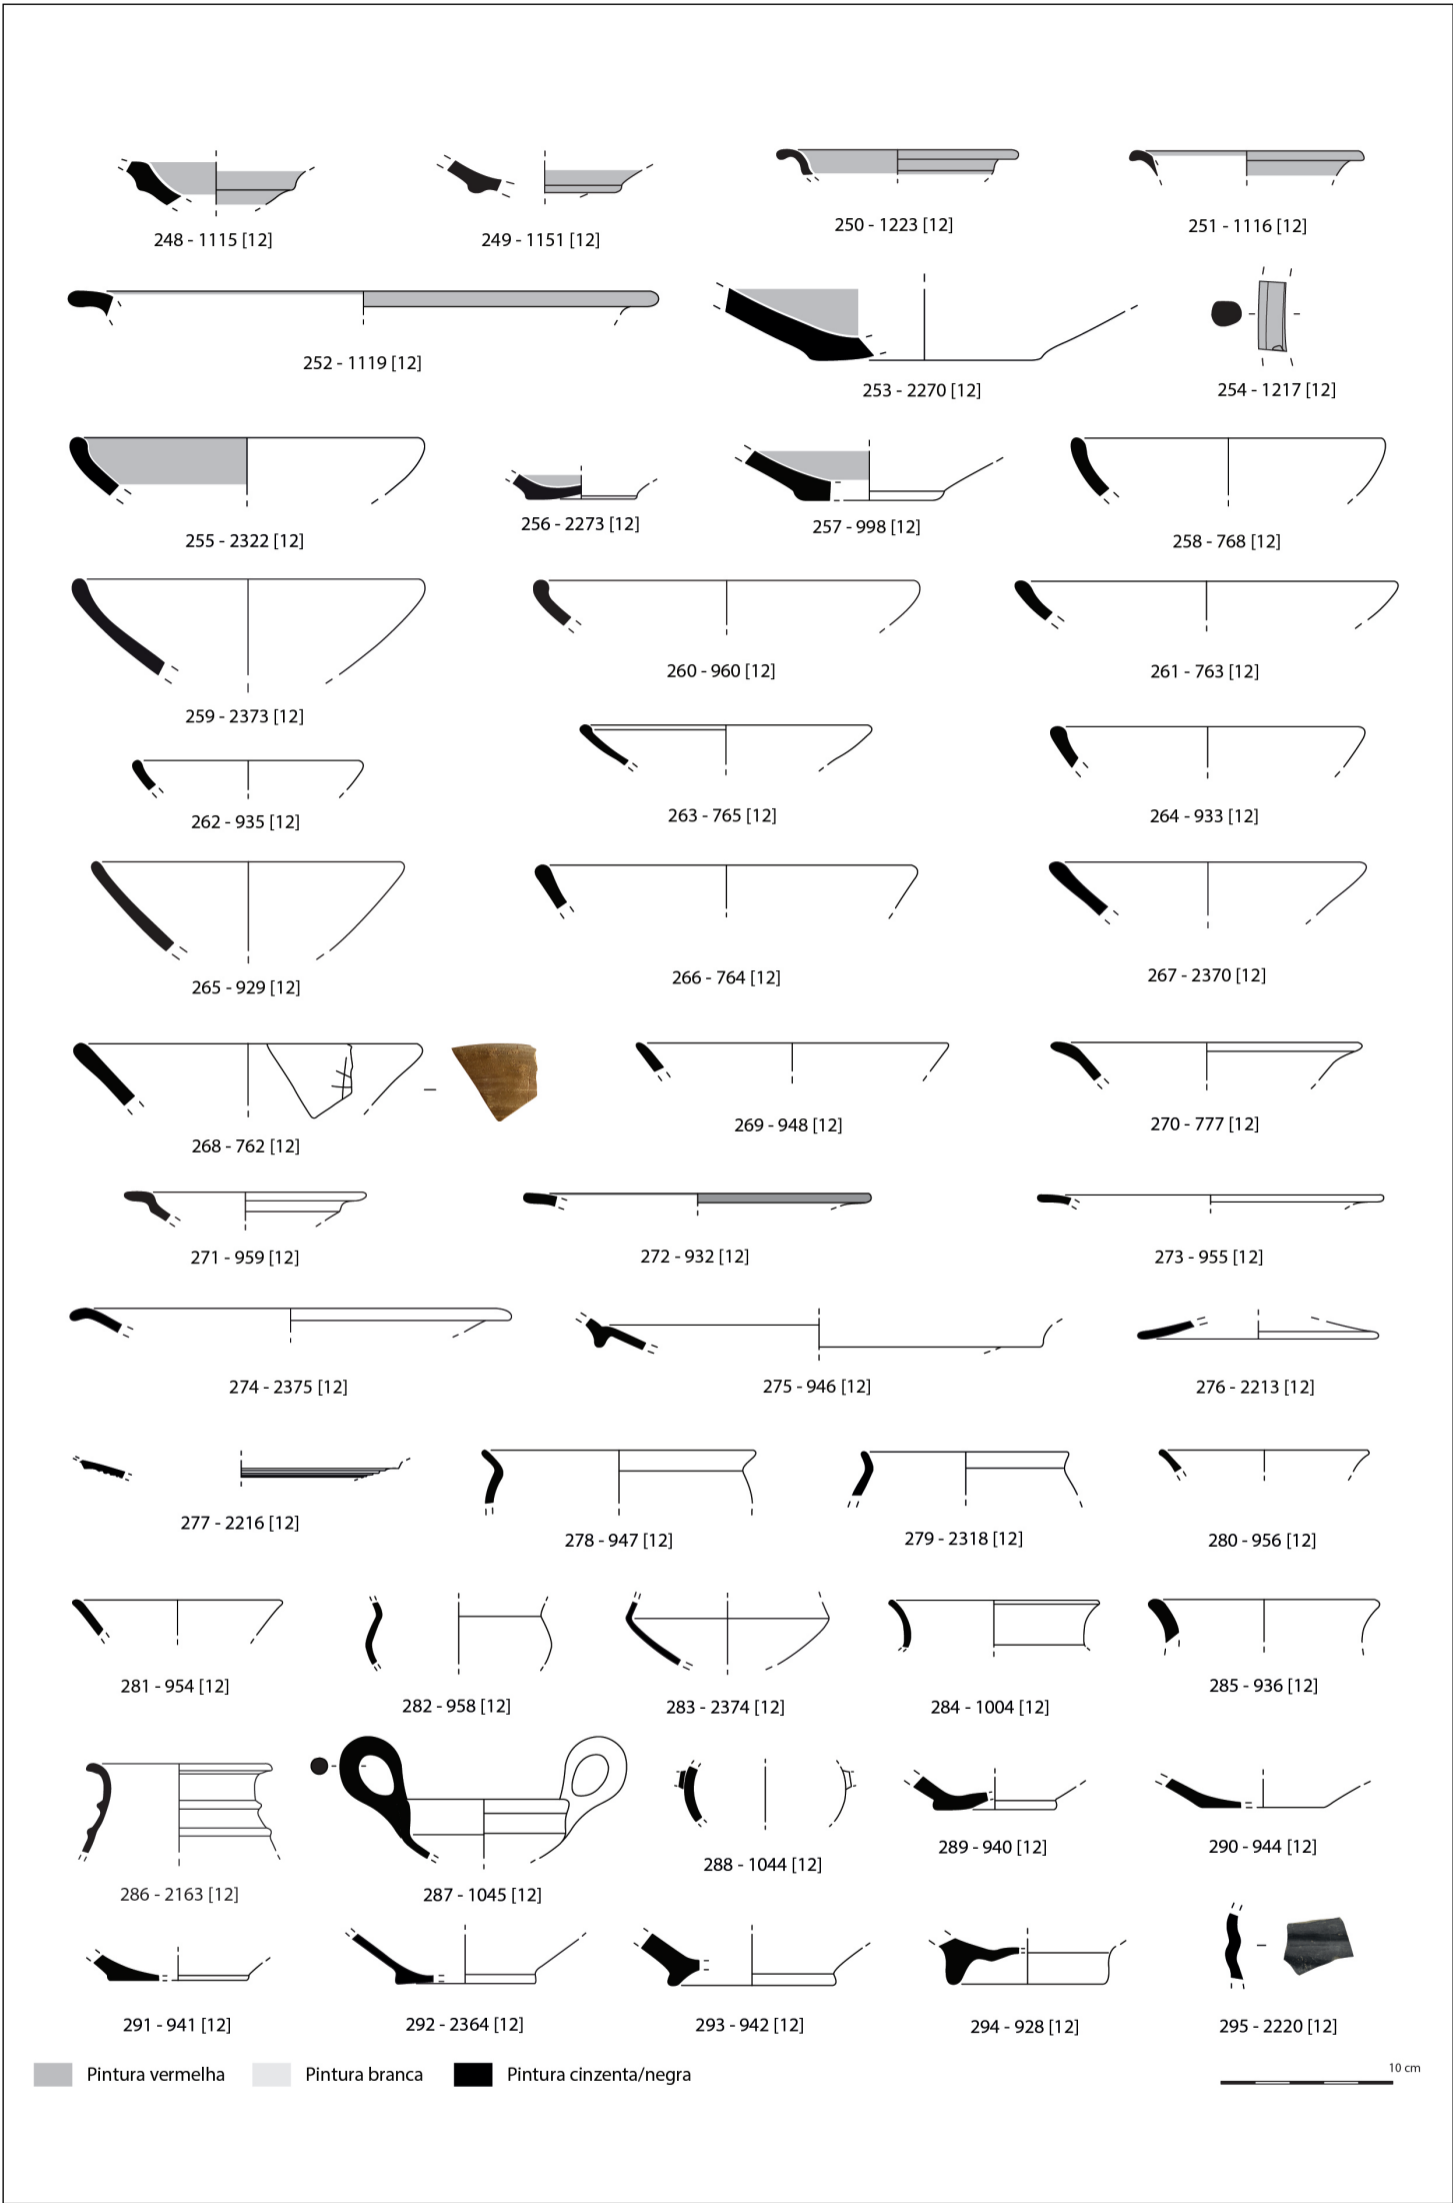 248 - 1115 [12]
249 - 1151 [12]
250 - 1223 [12]
251 - 1116 [12]
252 - 1119 [12]
253 - 2270 [12]
254 - 1217 [12]
255 - 2322 [12]
256 - 2273 [12]
257 - 998 [12]
258 - 768 [12]
259 - 2373 [12]
260 - 960 [12]
261 - 763 [12]
262 - 935 [12]
263 - 765 [12]
264 - 933 [12]
265 - 929 [12]
266 - 764 [12]
267 - 2370 [12]
268 - 762 [12]
269 - 948 [12]
270 - 777 [12]
271 - 959 [12]
272 - 932 [12]
273 - 955 [12]
274 - 2375 [12]
275 - 946 [12]
276 - 2213 [12]
277 - 2216 [12]
278 - 947 [12]
279 - 2318 [12]
280 - 956 [12]
281 - 954 [12]
282 - 958 [12]
283 - 2374 [12]
284 - 1004 [12]
285 - 936 [12]
286 - 2163 [12]
287 - 1045 [12]
288 - 1044 [12]
289 - 940 [12]
290 - 944 [12]
291 - 941 [12]
292 - 2364 [12]
293 - 942 [12]
294 - 928 [12]
295 - 2220 [12]
Pintura vermelha
Pintura branca
Pintura cinzenta/negra
10 cm